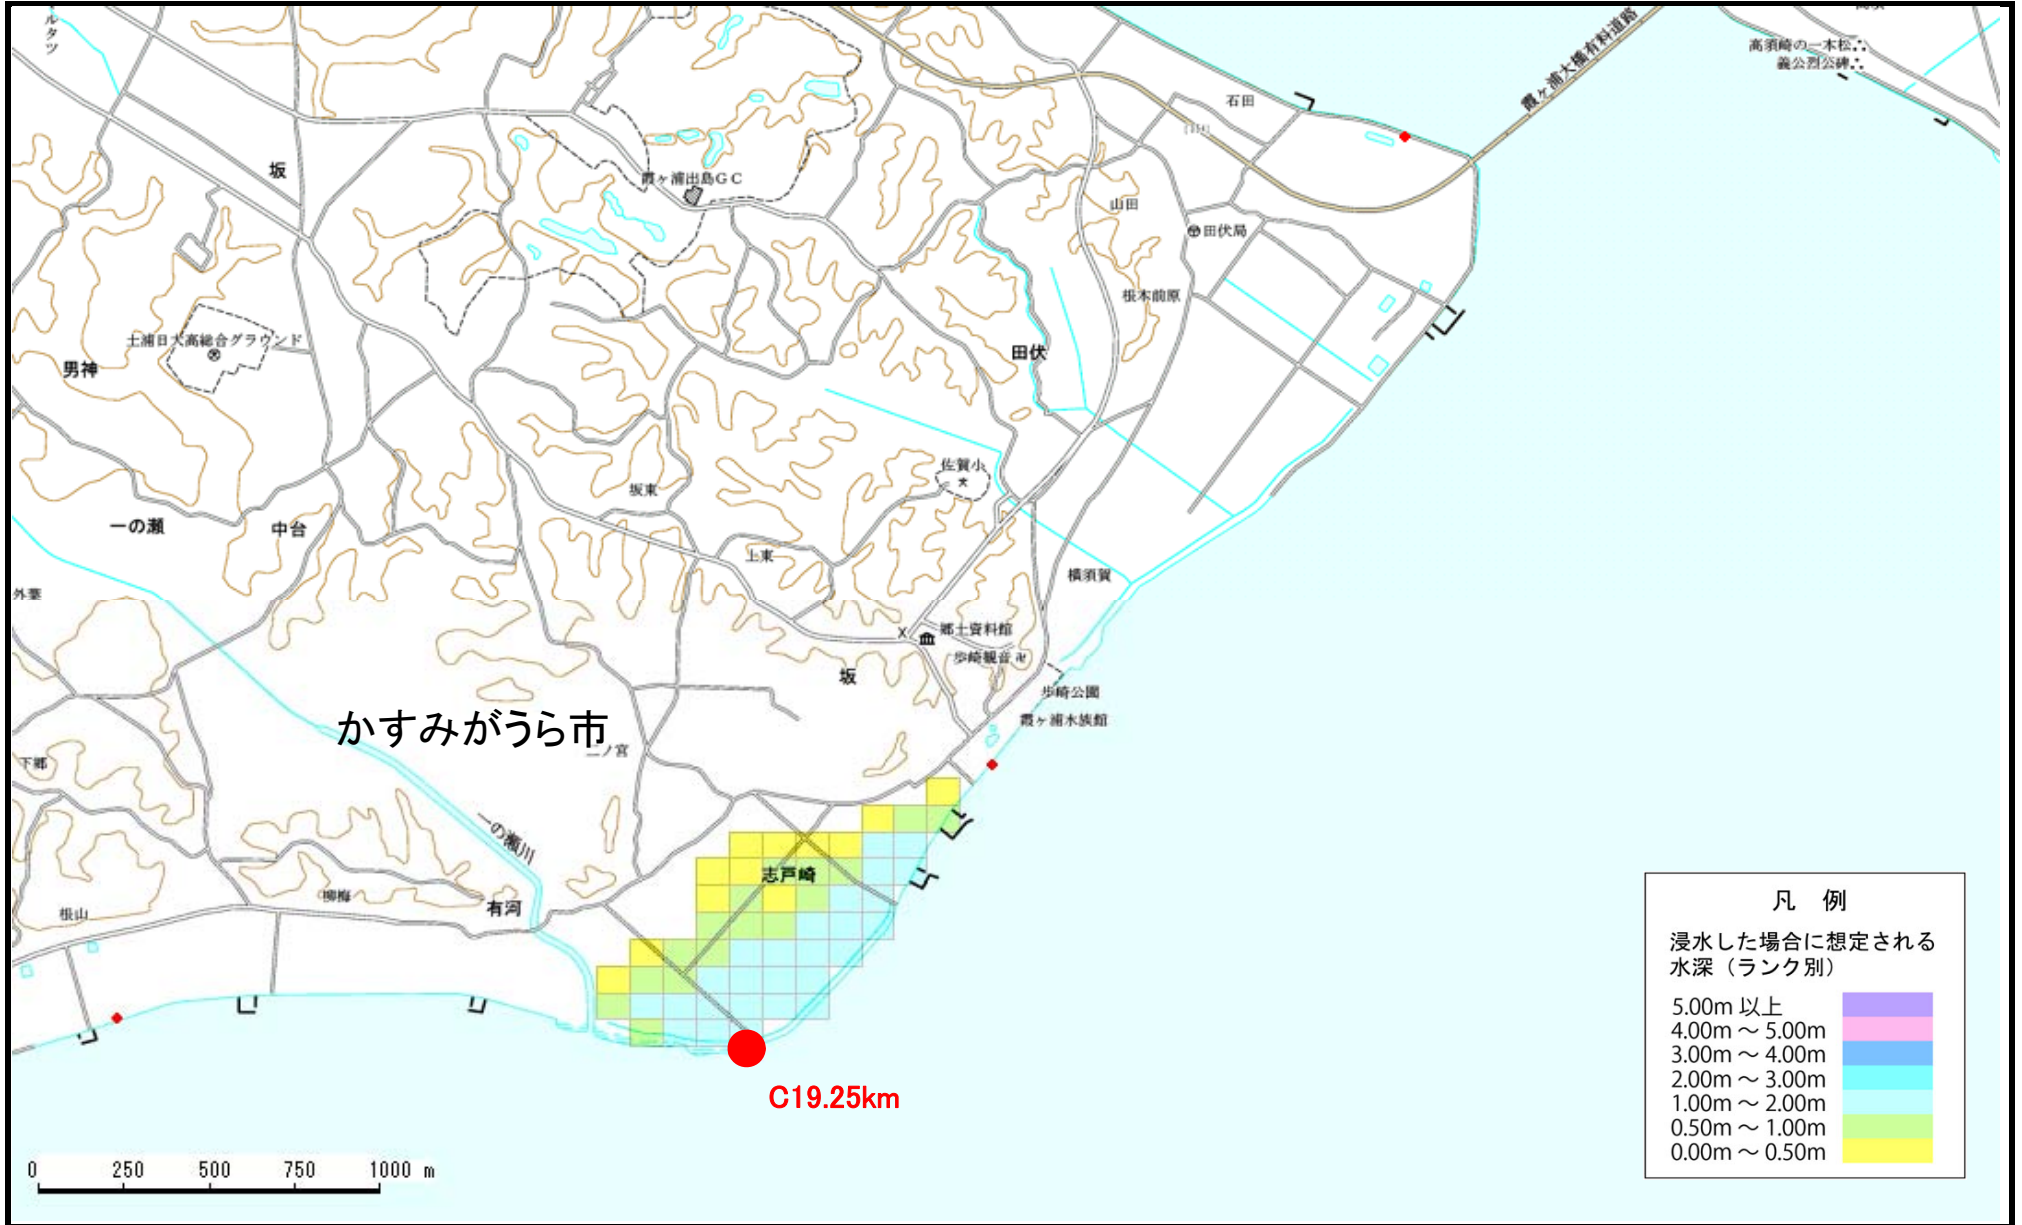 ルタツ
霞ヶ浦大橋有料道路
高須崎の一本松
義公烈公碑
石田
坂
霞ヶ浦出島GC
山田
田伏局
根本前原
土浦日大高総合グラウンド
男神
田伏
佐賀小
坂東
一の瀬
中台
上東
横須賀
外輩
郷土資料館
歩崎観音
坂
歩崎公園
霞ヶ浦水族館
かすみがうら市
二ノ宮
下郷
一の瀬川
志戸崎
柳梅
有河
根山
C19.25km
凡 例
浸水した場合に想定される
水深(ランク別)
5.00m 以上
4.00m ～ 5.00m
3.00m ～ 4.00m
2.00m ～ 3.00m
1.00m ～ 2.00m
0.50m ～ 1.00m
0.00m ～ 0.50m
0 250 500 750 1000 m